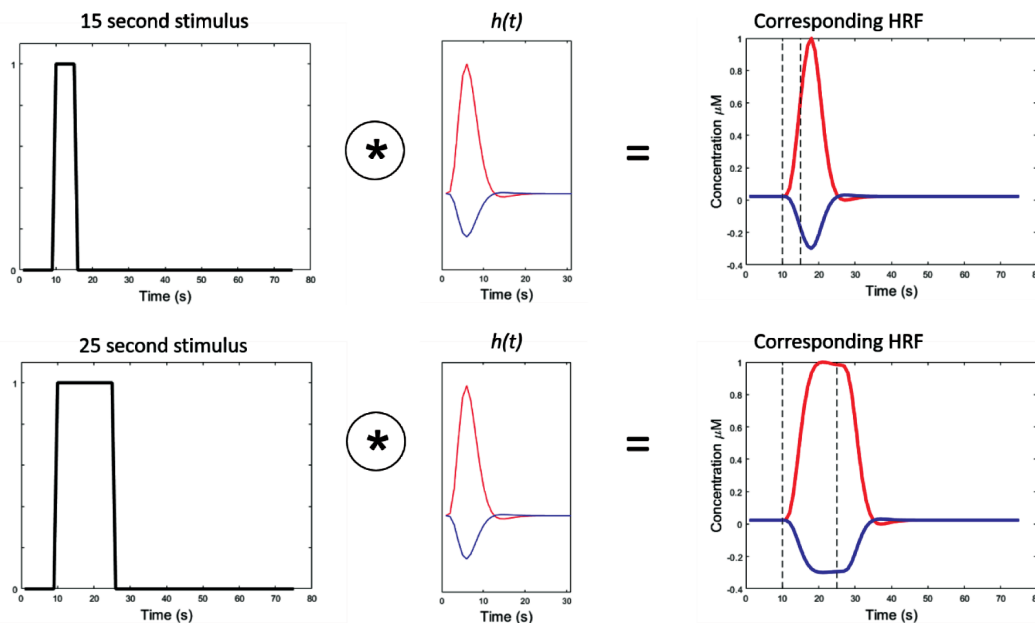 15 second stimulus
h(t)
Corresponding HRF
1
0
0 10 20 30 40 50 60 70 80
Time (s)
*
0 10 20 30
Time (s)
=
Concentration μM
1
0.8
0.6
0.4
0.2
0
-0.2
-0.4
0 10 20 30 40 50 60 70 80
Time (s)
25 second stimulus
h(t)
Corresponding HRF
1
0
0 10 20 30 40 50 60 70 80
Time (s)
*
0 10 20 30
Time (s)
=
Concentration μM
1
0.8
0.6
0.4
0.2
0
-0.2
-0.4
0 10 20 30 40 50 60 70 80
Time (s)